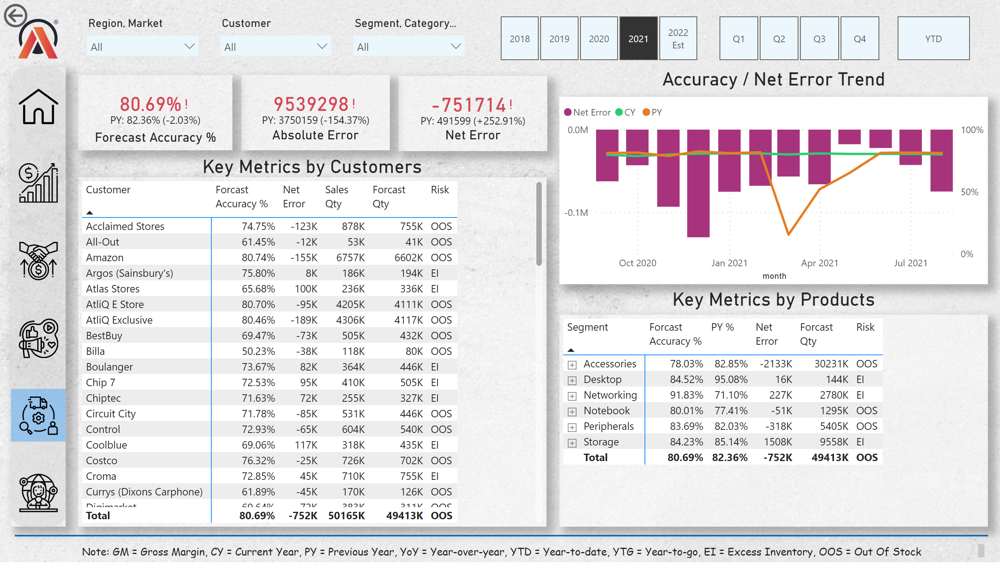 ®
Region, Market
Customer
Segment, Category...
All
All
All
2018
2019
2020
2021
2022
Est
Q1
Q2
Q3
Q4
YTD
80.69%!
PY: 82.36% (-2.03%)
Forecast Accuracy %
9539298!
PY: 3750159 (-154.37%)
Absolute Error
-751714!
PY: 491599 (+252.91%)
Net Error
Accuracy / Net Error Trend
Net Error CY PY
0.0M
-0.1M
100%
50%
0%
Oct 2020 Jan 2021 Apr 2021 Jul 2021
month
Key Metrics by Customers
Customer Forcast Accuracy % Net Error Sales Qty Forcast Qty Risk
Acclaimed Stores 74.75% -123K 878K 755K OOS
All-Out 61.45% -12K 53K 41K OOS
Amazon 80.74% -155K 6757K 6602K OOS
Argos (Sainsbury's) 75.80% 8K 186K 194K EI
Atlas Stores 65.68% 100K 236K 336K EI
AtliQ E Store 80.70% -95K 4205K 4111K OOS
AtliQ Exclusive 80.46% -189K 4306K 4117K OOS
BestBuy 69.47% -73K 505K 432K OOS
Billa 50.23% -38K 118K 80K OOS
Boulanger 73.67% 82K 364K 446K EI
Chip 7 72.53% 95K 410K 505K EI
Chiptec 71.63% 72K 255K 327K EI
Circuit City 71.78% -85K 531K 446K OOS
Control 72.93% -65K 604K 540K OOS
Coolblue 69.06% 117K 318K 435K EI
Costco 76.32% -25K 726K 702K OOS
Croma 72.85% 45K 710K 755K EI
Currys (Dixons Carphone) 61.89% -45K 170K 126K OOS
Digimarket 69.64% -72K 383K 311K OOS
Total 80.69% -752K 50165K 49413K OOS
Key Metrics by Products
Segment Forcast Accuracy % PY % Net Error Forcast Qty Risk
Accessories 78.03% 82.85% -2133K 30231K OOS
Desktop 84.52% 95.08% 16K 144K EI
Networking 91.83% 71.10% 227K 2780K EI
Notebook 80.01% 77.41% -51K 1295K OOS
Peripherals 83.69% 82.03% -318K 5405K OOS
Storage 84.23% 85.14% 1508K 9558K EI
Total 80.69% 82.36% -752K 49413K OOS
Note: GM = Gross Margin, CY = Current Year, PY = Previous Year, YoY = Year-over-year, YTD = Year-to-date, YTG = Year-to-go, EI = Excess Inventory, OOS = Out Of Stock